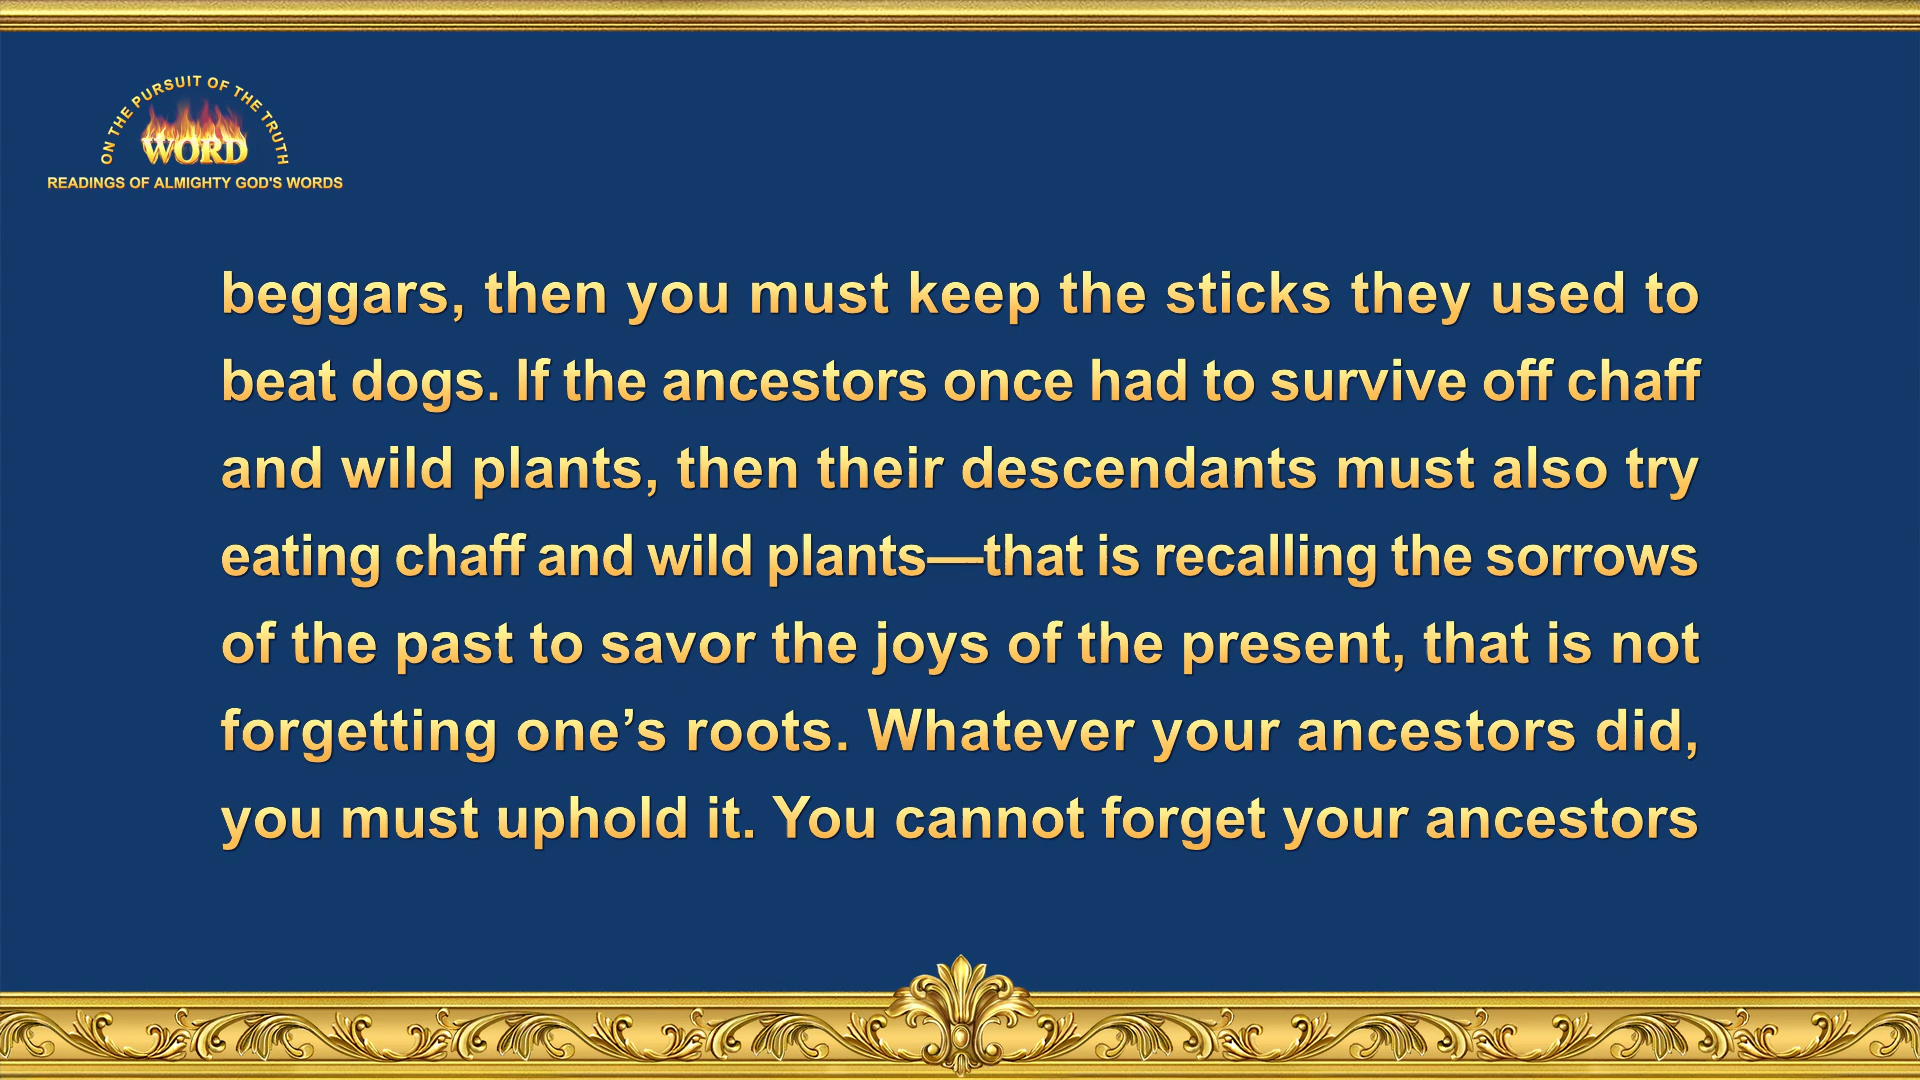 ON THE PURSUIT OF THE TRUTH
WORD
READINGS OF ALMIGHTY GOD'S WORDS
beggars, then you must keep the sticks they used to
beat dogs. If the ancestors once had to survive off chaff
and wild plants, then their descendants must also try
eating chaff and wild plants—that is recalling the sorrows
of the past to savor the joys of the present, that is not
forgetting one’s roots. Whatever your ancestors did,
you must uphold it. You cannot forget your ancestors